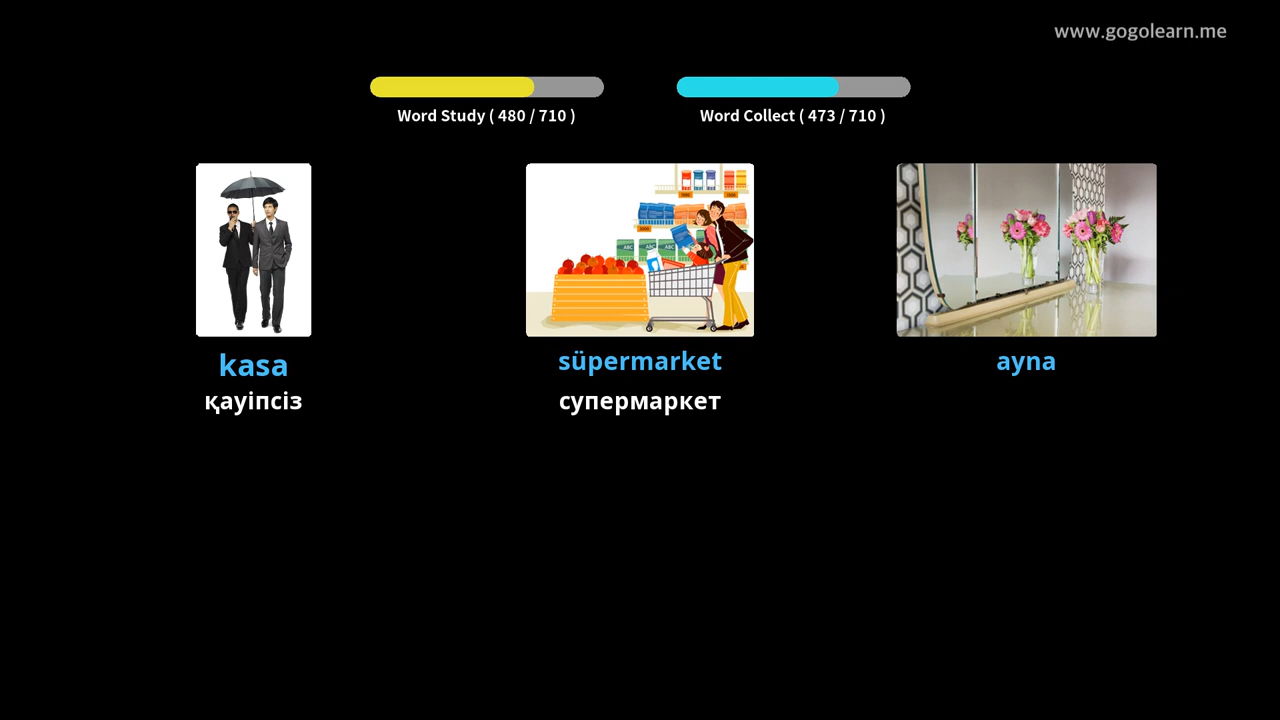 www.gogolearn.me
Word Study ( 480 / 710 )
Word Collect ( 473 / 710 )
kasa
қауіпсіз
süpermarket
супермаркет
ayna